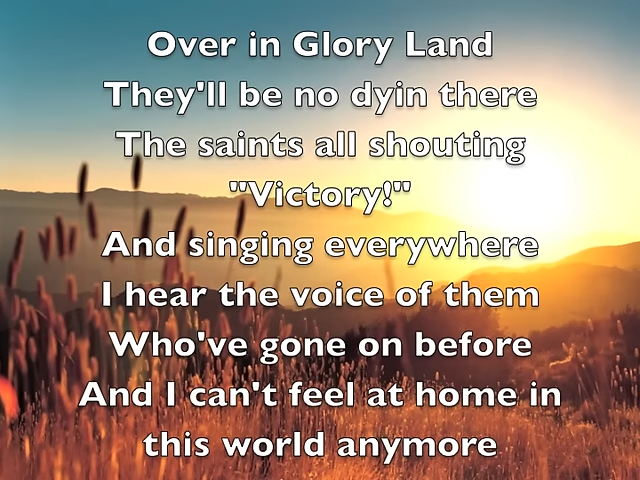 Over in Glory Land
They'll be no dyin there
The saints all shouting
"Victory!"
And singing everywhere
I hear the voice of them
Who've gone on before
And I can't feel at home in
this world anymore